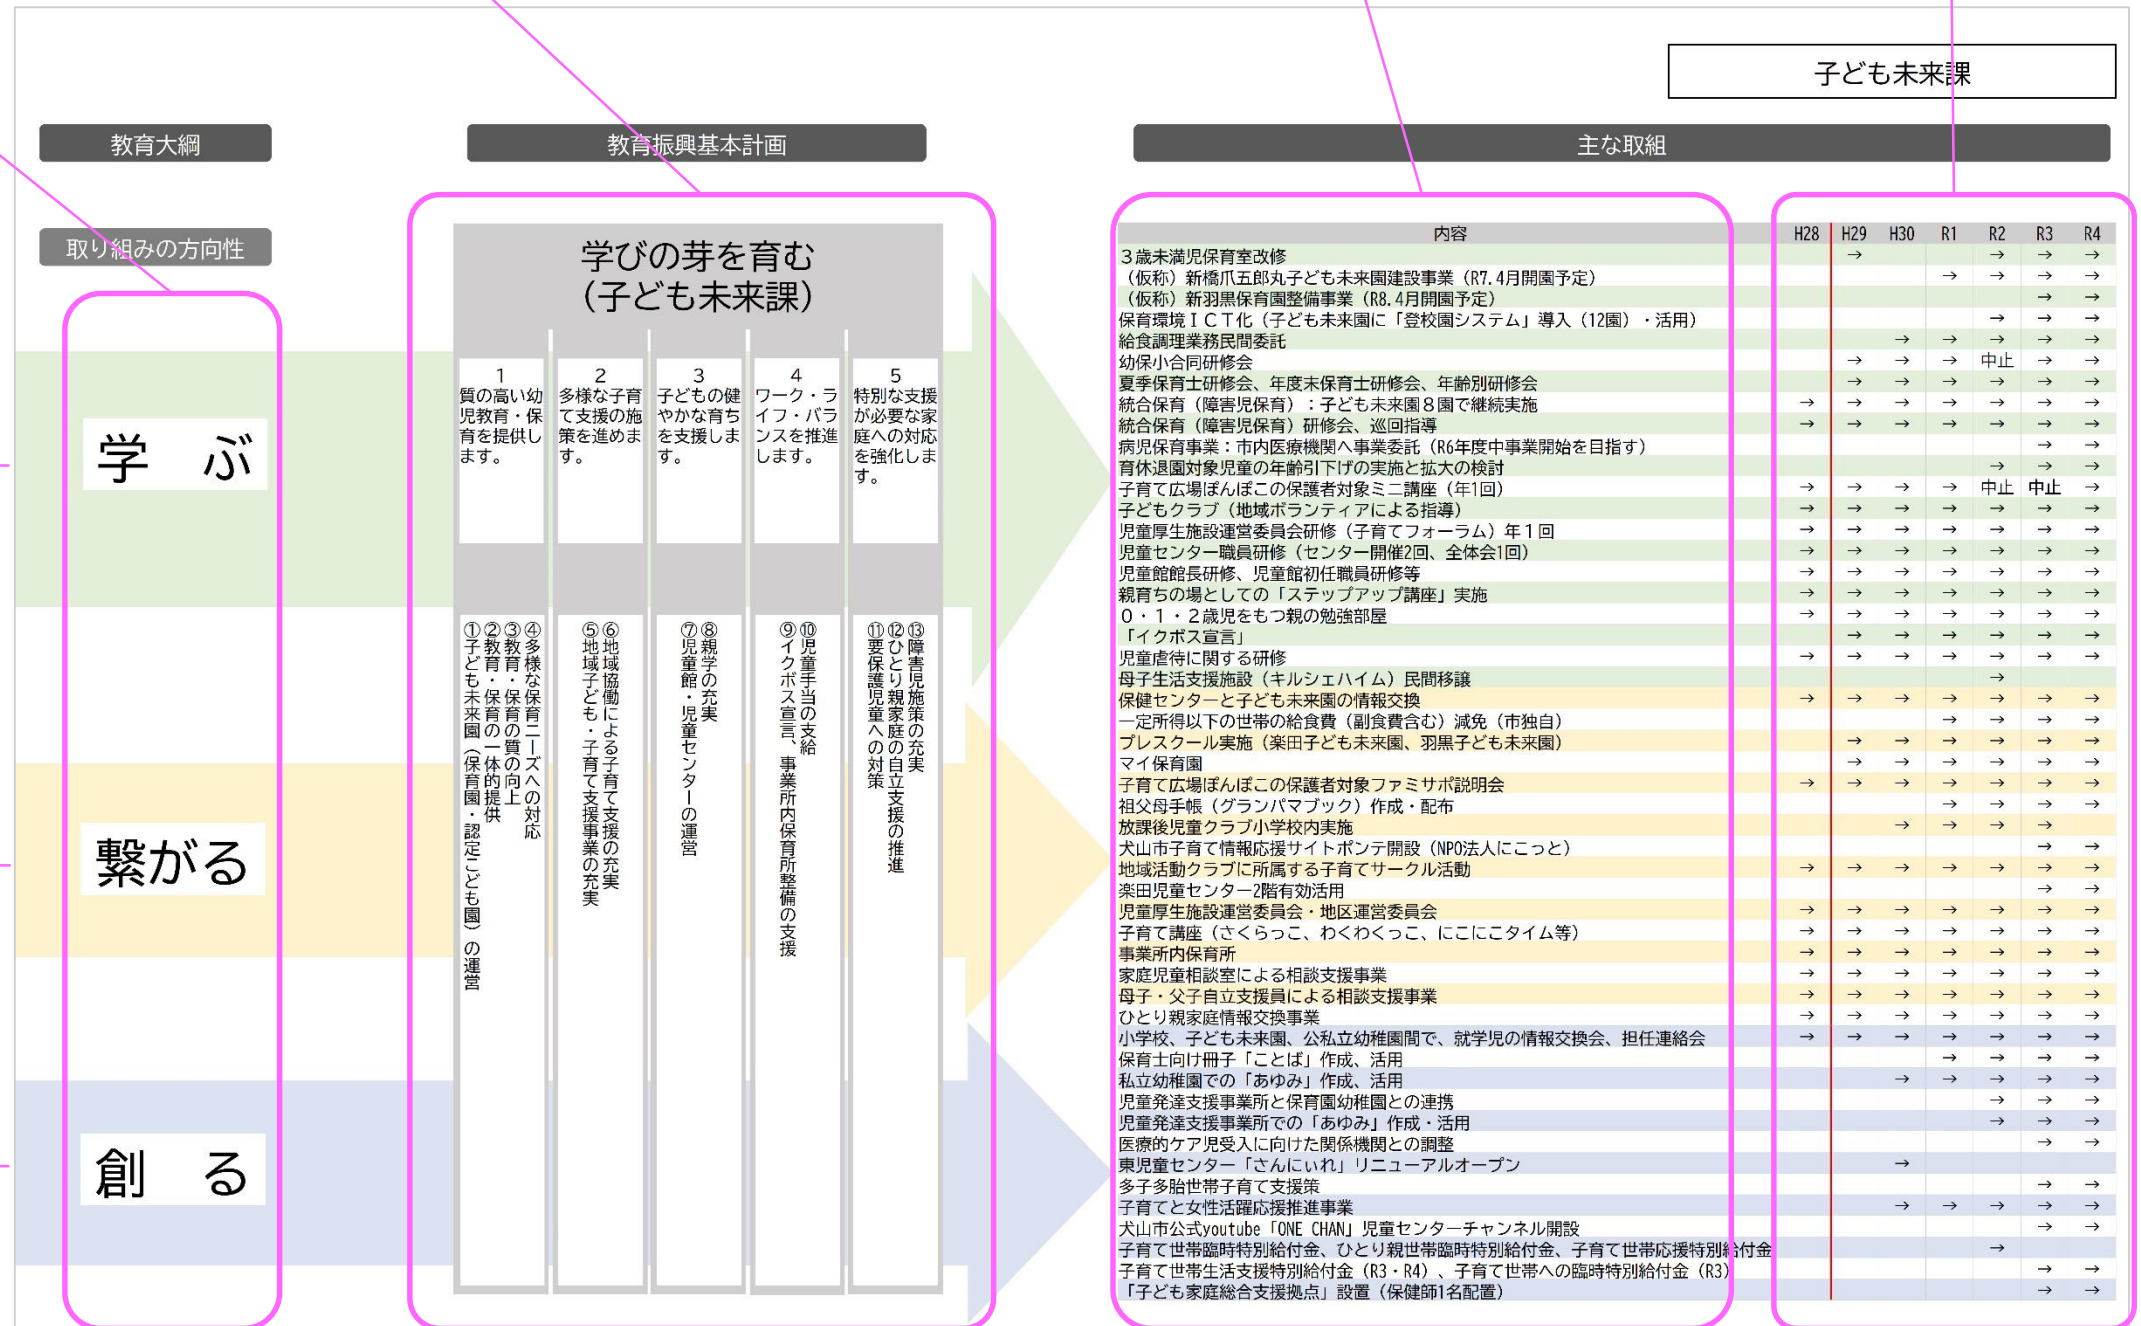 子ども未来課
教育大綱
教育振興基本計画
主な取組
取り組みの方向性
学ぶ
繋がる
創る
学びの芽を育む
(子ども未来課)
1
質の高い幼
児教育・保
育を提供し
ます。
2
多様な子育
て支援の施
策を進めま
す。
3
子どもの健
やかな育ち
を支援しま
す。
4
ワーク・ラ
イフ・バラ
ンスを推進
します。
5
特別な支援
が必要な家
庭への対応
を強化しま
す。
①子ども未来園（保育園・認定こども園）の運営
②教育・保育の一体的提供
③教育・保育の質の向上
④多様な保育ニーズへの対応
⑤地域子ども・子育て支援事業の充実
⑥地域協働による子育て支援の充実
⑦児童館・児童センターの運営
⑧親学の充実
⑨イクボス宣言、事業所内保育所整備の支援
⑩児童手当の支給
⑪要保護児童への対策
⑫ひとり親家庭の自立支援の推進
⑬障害児施策の充実
内容 H28 H29 H30 R1 R2 R3 R4
３歳未満児保育室改修 → → → →
（仮称）新橋爪五郎丸子ども未来園建設事業（R7.4月開園予定） → → → →
（仮称）新羽黒保育園整備事業（R8.4月開園予定） → →
保育環境ＩＣＴ化（子ども未来園に「登校園システム」導入（12園）・活用） → → →
給食調理業務民間委託 → → → → →
幼保小合同研修会 → → → 中止 → →
夏季保育士研修会、年度末保育士研修会、年齢別研修会 → → → → → →
統合保育（障害児保育）：子ども未来園８園で継続実施 → → → → → → →
統合保育（障害児保育）研修会、巡回指導 → → → → → → →
病児保育事業：市内医療機関へ事業委託（R6年度中事業開始を目指す） → →
育休退園対象児童の年齢引下げの実施と拡大の検討 → → →
子育て広場ぽんぽこの保護者対象ミニ講座（年1回） → → → → 中止 中止 →
子どもクラブ（地域ボランティアによる指導） → → → → → → →
児童厚生施設運営委員会研修（子育てフォーラム）年１回 → → → → → → →
児童センター職員研修（センター開催2回、全体会1回） → → → → → → →
児童館館長研修、児童館初任職員研修等 → → → → → → →
親育ちの場としての「ステップアップ講座」実施 → → → → → → →
０・１・２歳児をもつ親の勉強部屋 → → → → → → →
「イクボス宣言」 → → → → → →
児童虐待に関する研修 → → → → → → →
母子生活支援施設（キルシェハイム）民間移譲 →
保健センターと子ども未来園の情報交換 → → → → → → →
一定所得以下の世帯の給食費（副食費含む）減免（市独自） → → → →
プレスクール実施（楽田子ども未来園、羽黒子ども未来園） → → → → → →
マイ保育園 → → → → → →
子育て広場ぽんぽこの保護者対象ファミサポ説明会 → → → → → → →
祖父母手帳（グランパマブック）作成・配布 → → → →
放課後児童クラブ小学校内実施 → → → →
犬山市子育て情報応援サイトポンテ開設（NPO法人にこっと） → →
地域活動クラブに所属する子育てサークル活動 → → → → → → →
楽田児童センター2階有効活用 → →
児童厚生施設運営委員会・地区運営委員会 → → → → → → →
子育て講座（さくらっこ、わくわくっこ、にこにこタイム等） → → → → → → →
事業所内保育所 → → → → → → →
家庭児童相談室による相談支援事業 → → → → → → →
母子・父子自立支援員による相談支援事業 → → → → → → →
ひとり親家庭情報交換事業 → → → → → → →
小学校、子ども未来園、公私立幼稚園間で、就学児の情報交換会、担任連絡会 → → → → → → →
保育士向け冊子「ことば」作成、活用 → → → →
私立幼稚園での「あゆみ」作成、活用 → → → → →
児童発達支援事業所と保育園幼稚園との連携 → → →
児童発達支援事業所での「あゆみ」作成・活用 → → →
医療的ケア児受入に向けた関係機関との調整 → →
東児童センター「さんにぃれ」リニューアルオープン →
多子多胎世帯子育て支援策 → →
子育てと女性活躍応援推進事業 → → → → →
犬山市公式youtube「ONE CHAN」児童センターチャンネル開設 → →
子育て世帯臨時特別給付金、ひとり親世帯臨時特別給付金、子育て世帯応援特別給付金 →
子育て世帯生活支援特別給付金（R3・R4）、子育て世帯への臨時特別給付金（R3） → →
「子ども家庭総合支援拠点」設置（保健師1名配置） → →